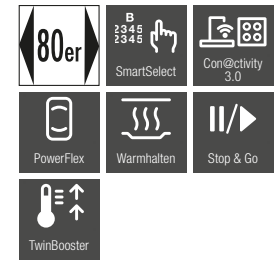 80er
B
2345
2345
SmartSelect
Con@ctivity
3.0
PowerFlex
Warmhalten
Stop & Go
TwinBooster